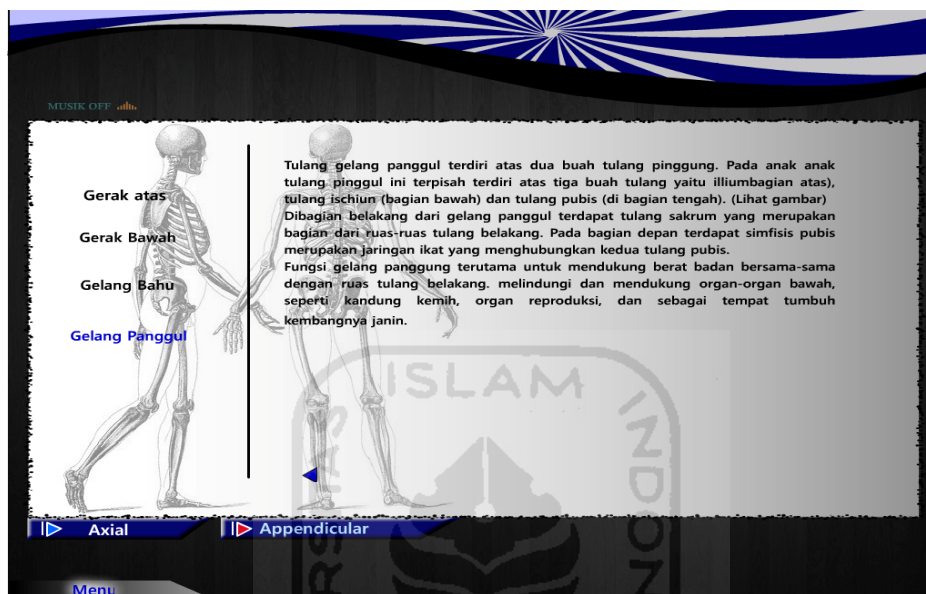 MUSIK OFF
Gerak atas
Gerak Bawah
Gelang Bahu
Gelang Panggul
Tulang gelang panggul terdiri atas dua buah tulang pinggung. Pada anak anak
tulang pinggul ini terpisah terdiri atas tiga buah tulang yaitu illiumbagian atas),
tulang ischiun (bagian bawah) dan tulang pubis (di bagian tengah). (Lihat gambar)
Dibagian belakang dari gelang panggul terdapat tulang sakrum yang merupakan
bagian dari ruas-ruas tulang belakang. Pada bagian depan terdapat simfisis pubis
merupakan jaringan ikat yang menghubungkan kedua tulang pubis.
Fungsi gelang panggung terutama untuk mendukung berat badan bersama-sama
dengan ruas tulang belakang. melindungi dan mendukung organ-organ bawah,
seperti kandung kemih, organ reproduksi, dan sebagai tempat tumbuh
kembangnya janin.
ISLAM
Axial
Appendicular
Menu